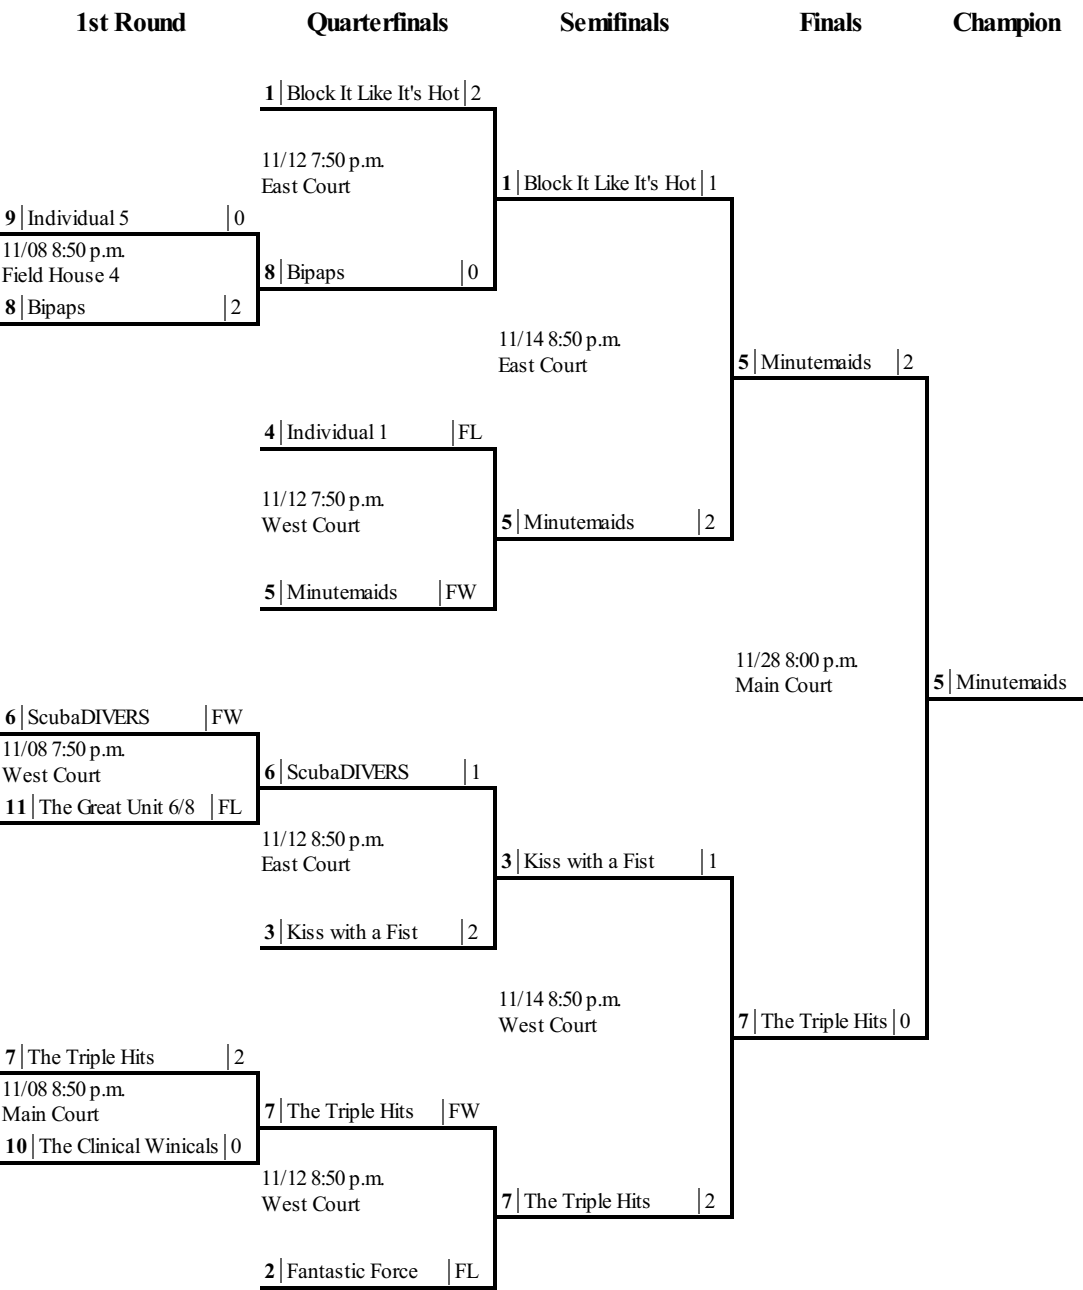 1st Round Quarterfinals Semifinals Finals Champion
1 Block It Like It's Hot 2
11/12 7:50 p.m.
East Court
1 Block It Like It's Hot 1
9 Individual 5 0
11/08 8:50 p.m.
Field House 4
8 Bipaps 0
8 Bipaps 2
11/14 8:50 p.m.
East Court
5 Minutemaids 2
4 Individual 1 FL
11/12 7:50 p.m.
West Court
5 Minutemaids 2
5 Minutemaids FW
11/28 8:00 p.m.
Main Court
5 Minutemaids
6 ScubaDIVERS FW
11/08 7:50 p.m.
West Court
6 ScubaDIVERS 1
11 The Great Unit 6/8 FL
11/12 8:50 p.m.
East Court
3 Kiss with a Fist 1
3 Kiss with a Fist 2
11/14 8:50 p.m.
West Court
7 The Triple Hits 0
7 The Triple Hits 2
11/08 8:50 p.m.
Main Court
7 The Triple Hits FW
10 The Clinical Winicals 0
11/12 8:50 p.m.
West Court
7 The Triple Hits 2
2 Fantastic Force FL